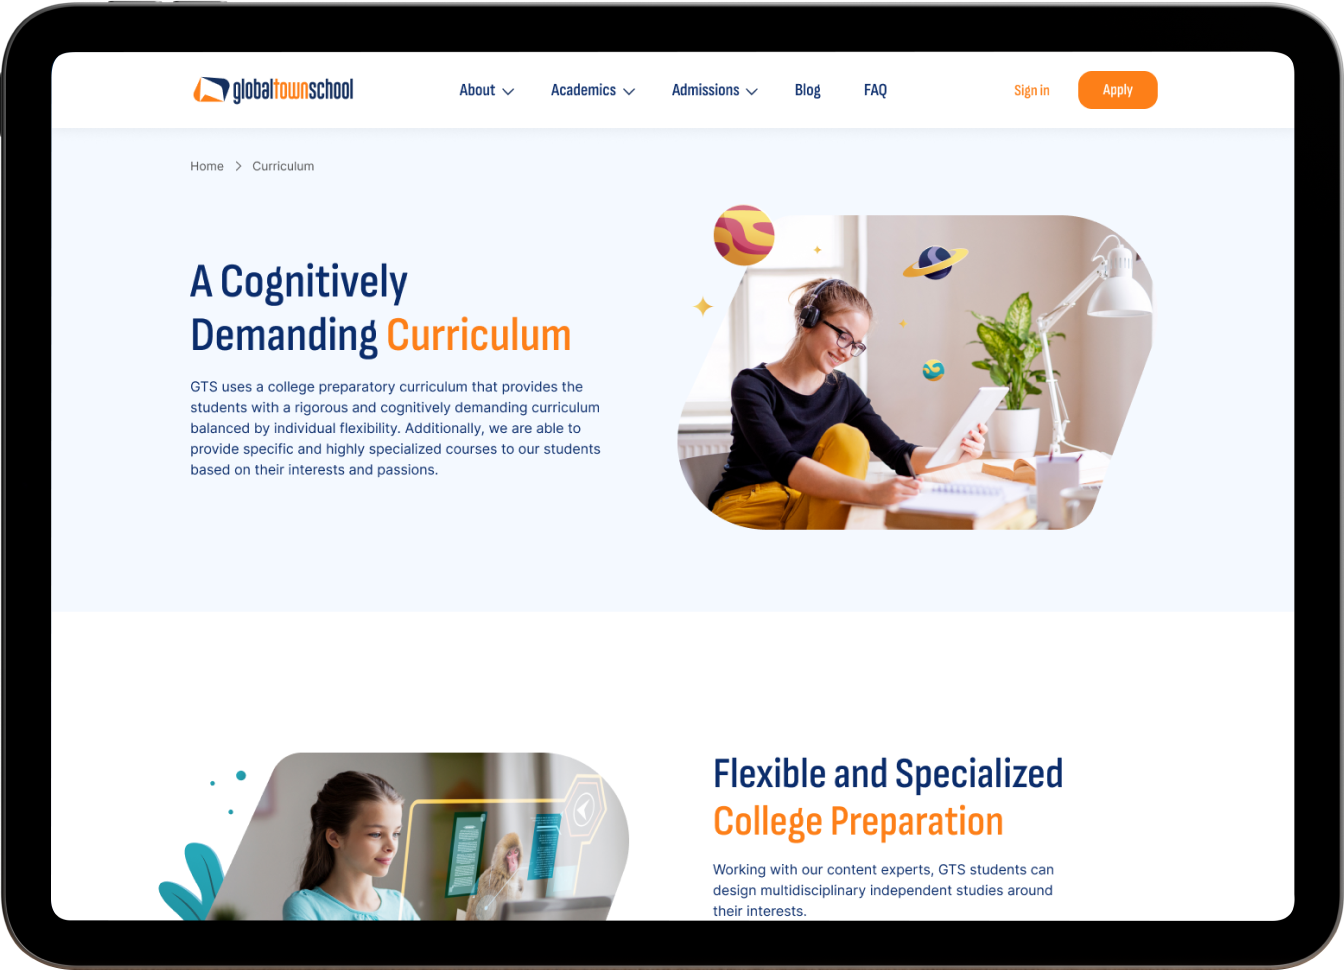 globaltownschool
About
Academics
Admissions
Blog
FAQ
Sign in
Apply
Home > Curriculum
A Cognitively
Demanding Curriculum
GTS uses a college preparatory curriculum that provides the
students with a rigorous and cognitively demanding curriculum
balanced by individual flexibility. Additionally, we are able to
provide specific and highly specialized courses to our students
based on their interests and passions.
Flexible and Specialized
College Preparation
Working with our content experts, GTS students can
design multidisciplinary independent studies around
their interests.